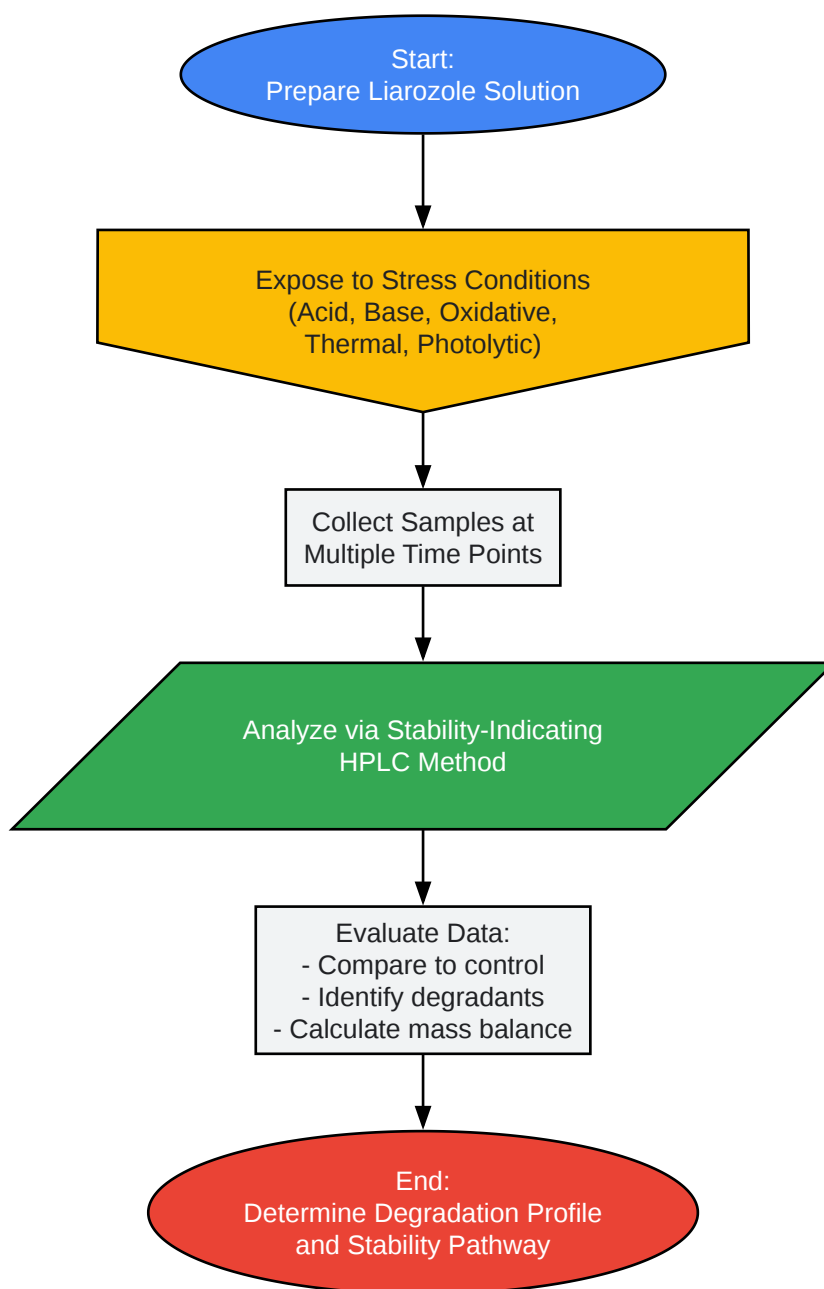 Start:
Prepare Liarozole Solution
Expose to Stress Conditions
(Acid, Base, Oxidative,
Thermal, Photolytic)
Collect Samples at
Multiple Time Points
Analyze via Stability-Indicating
HPLC Method
Evaluate Data:
- Compare to control
- Identify degradants
- Calculate mass balance
End:
Determine Degradation Profile
and Stability Pathway